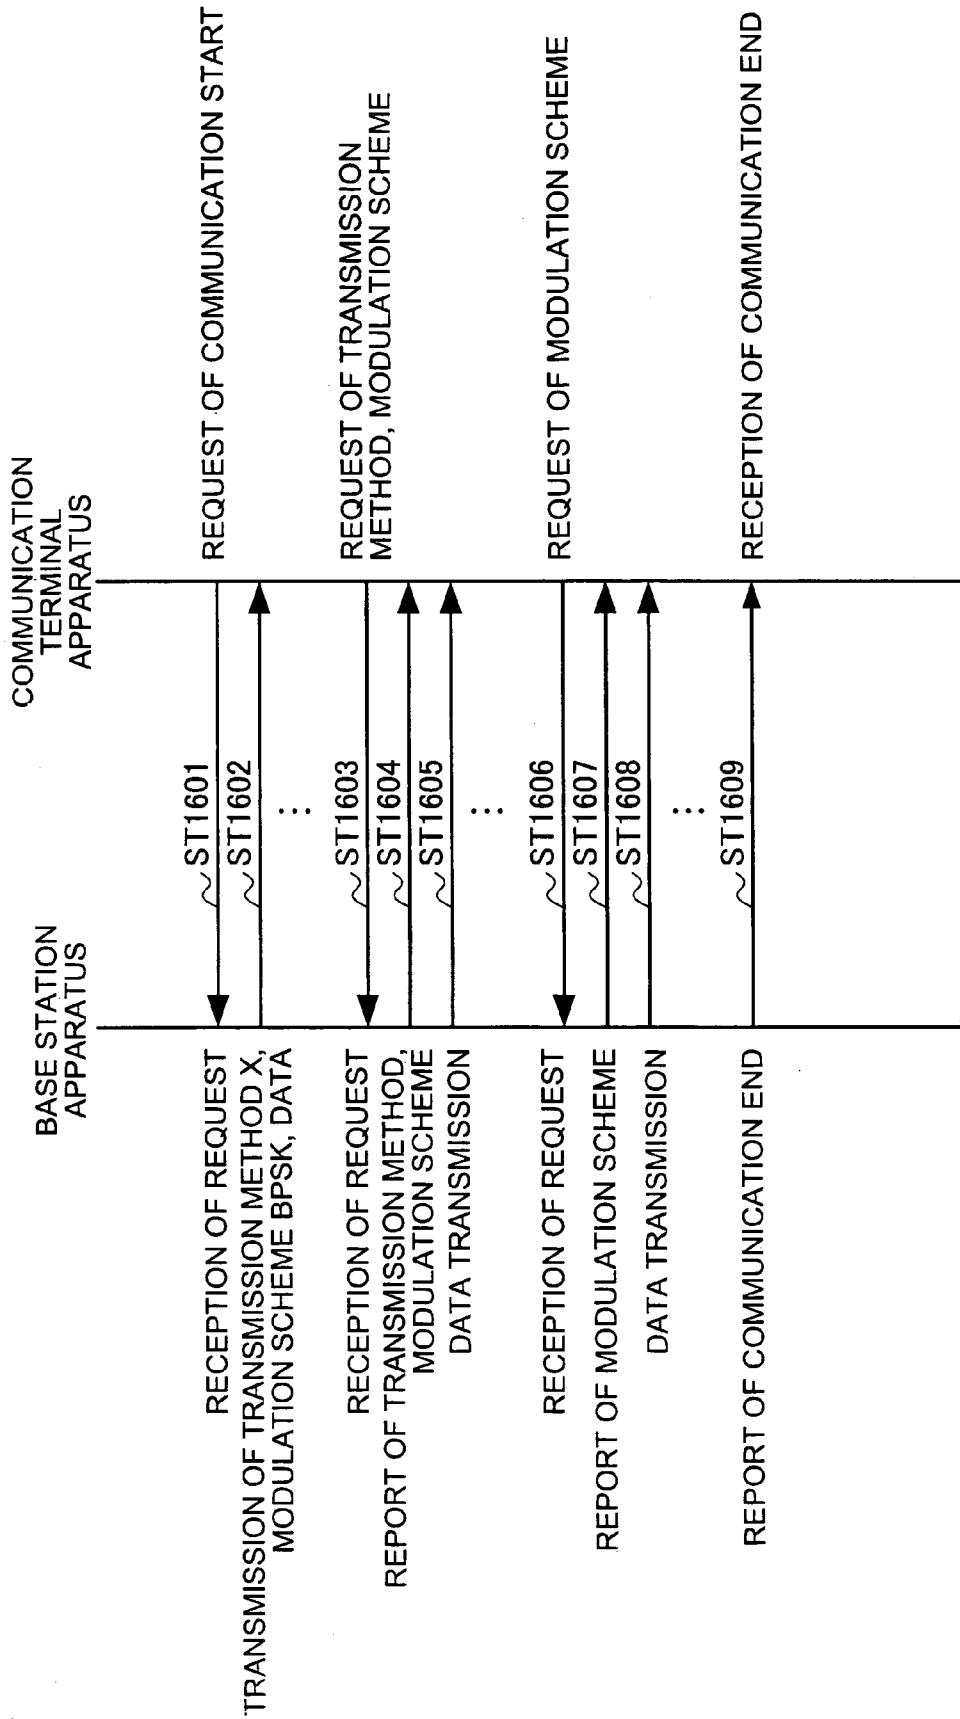 BASE STATION
APPARATUS
COMMUNICATION
TERMINAL
APPARATUS
RECEPTION OF REQUEST
ST1601
REQUEST OF COMMUNICATION START
TRANSMISSION OF TRANSMISSION METHOD X,
MODULATION SCHEME BPSK, DATA
ST1602
...
RECEPTION OF REQUEST
ST1603
REQUEST OF TRANSMISSION
METHOD, MODULATION SCHEME
REPORT OF TRANSMISSION METHOD,
MODULATION SCHEME
ST1604
DATA TRANSMISSION
ST1605
...
RECEPTION OF REQUEST
ST1606
REQUEST OF MODULATION SCHEME
REPORT OF MODULATION SCHEME
ST1607
DATA TRANSMISSION
ST1608
...
REPORT OF COMMUNICATION END
ST1609
RECEPTION OF COMMUNICATION END